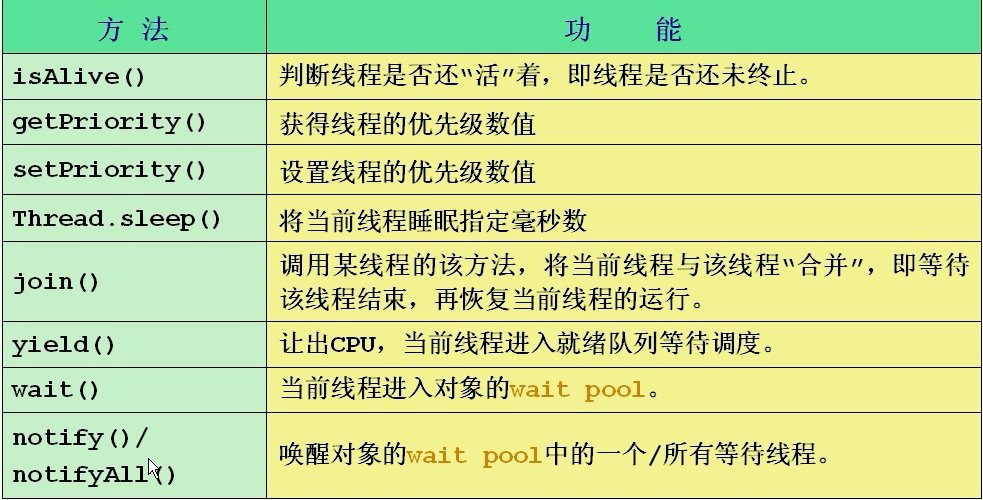 方 法 功 能
isAlive() 判断线程是否还“活”着，即线程是否还未终止。
getPriority() 获得线程的优先级数值
setPriority() 设置线程的优先级数值
Thread.sleep() 将当前线程睡眠指定毫秒数
join() 调用某线程的该方法，将当前线程与该线程“合并”，即等待
该线程结束，再恢复当前线程的运行。
yield() 让出CPU，当前线程进入就绪队列等待调度。
wait() 当前线程进入对象的wait pool。
notify()/
notifyAll() 唤醒对象的wait pool中的一个/所有等待线程。